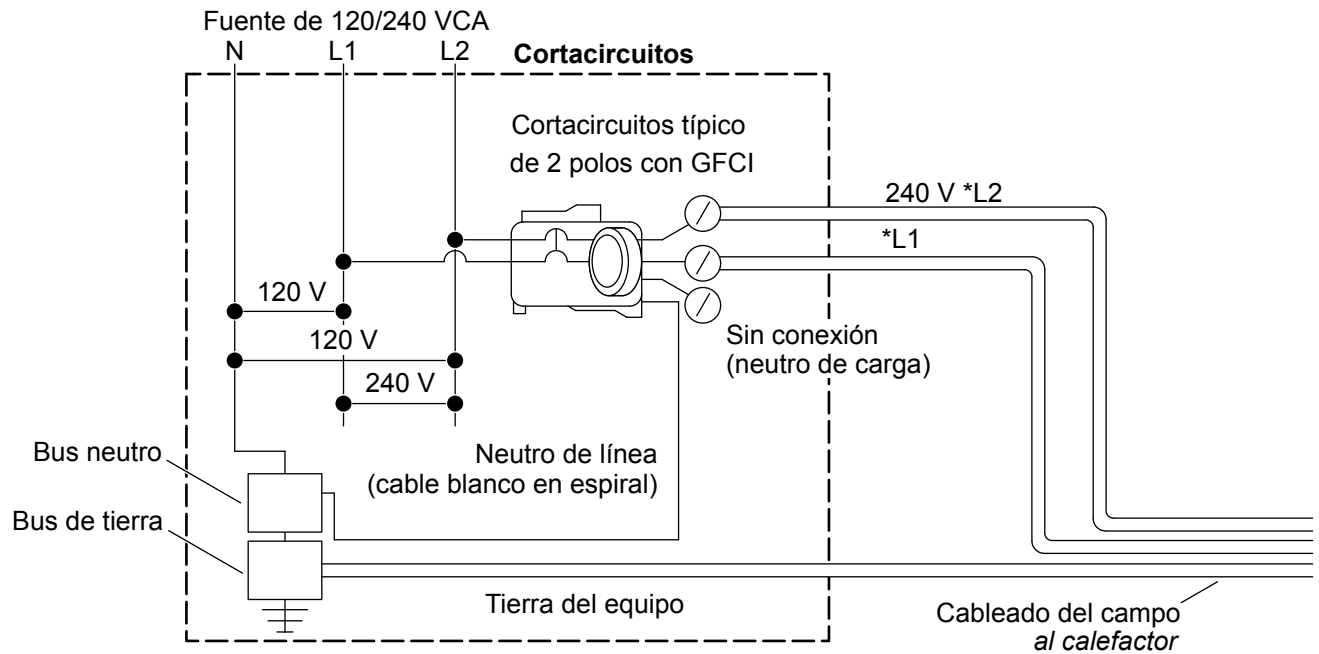 Fuente de 120/240 VCA
N L1 L2
Cortacircuitos
Cortacircuitos típico
de 2 polos con GFCI
240 V *L2
*L1
120 V
120 V
240 V
Sin conexión
(neutro de carga)
Bus neutro
Neutro de línea
(cable blanco en espiral)
Bus de tierra
Tierra del equipo
Cableado del campo
al calefactor